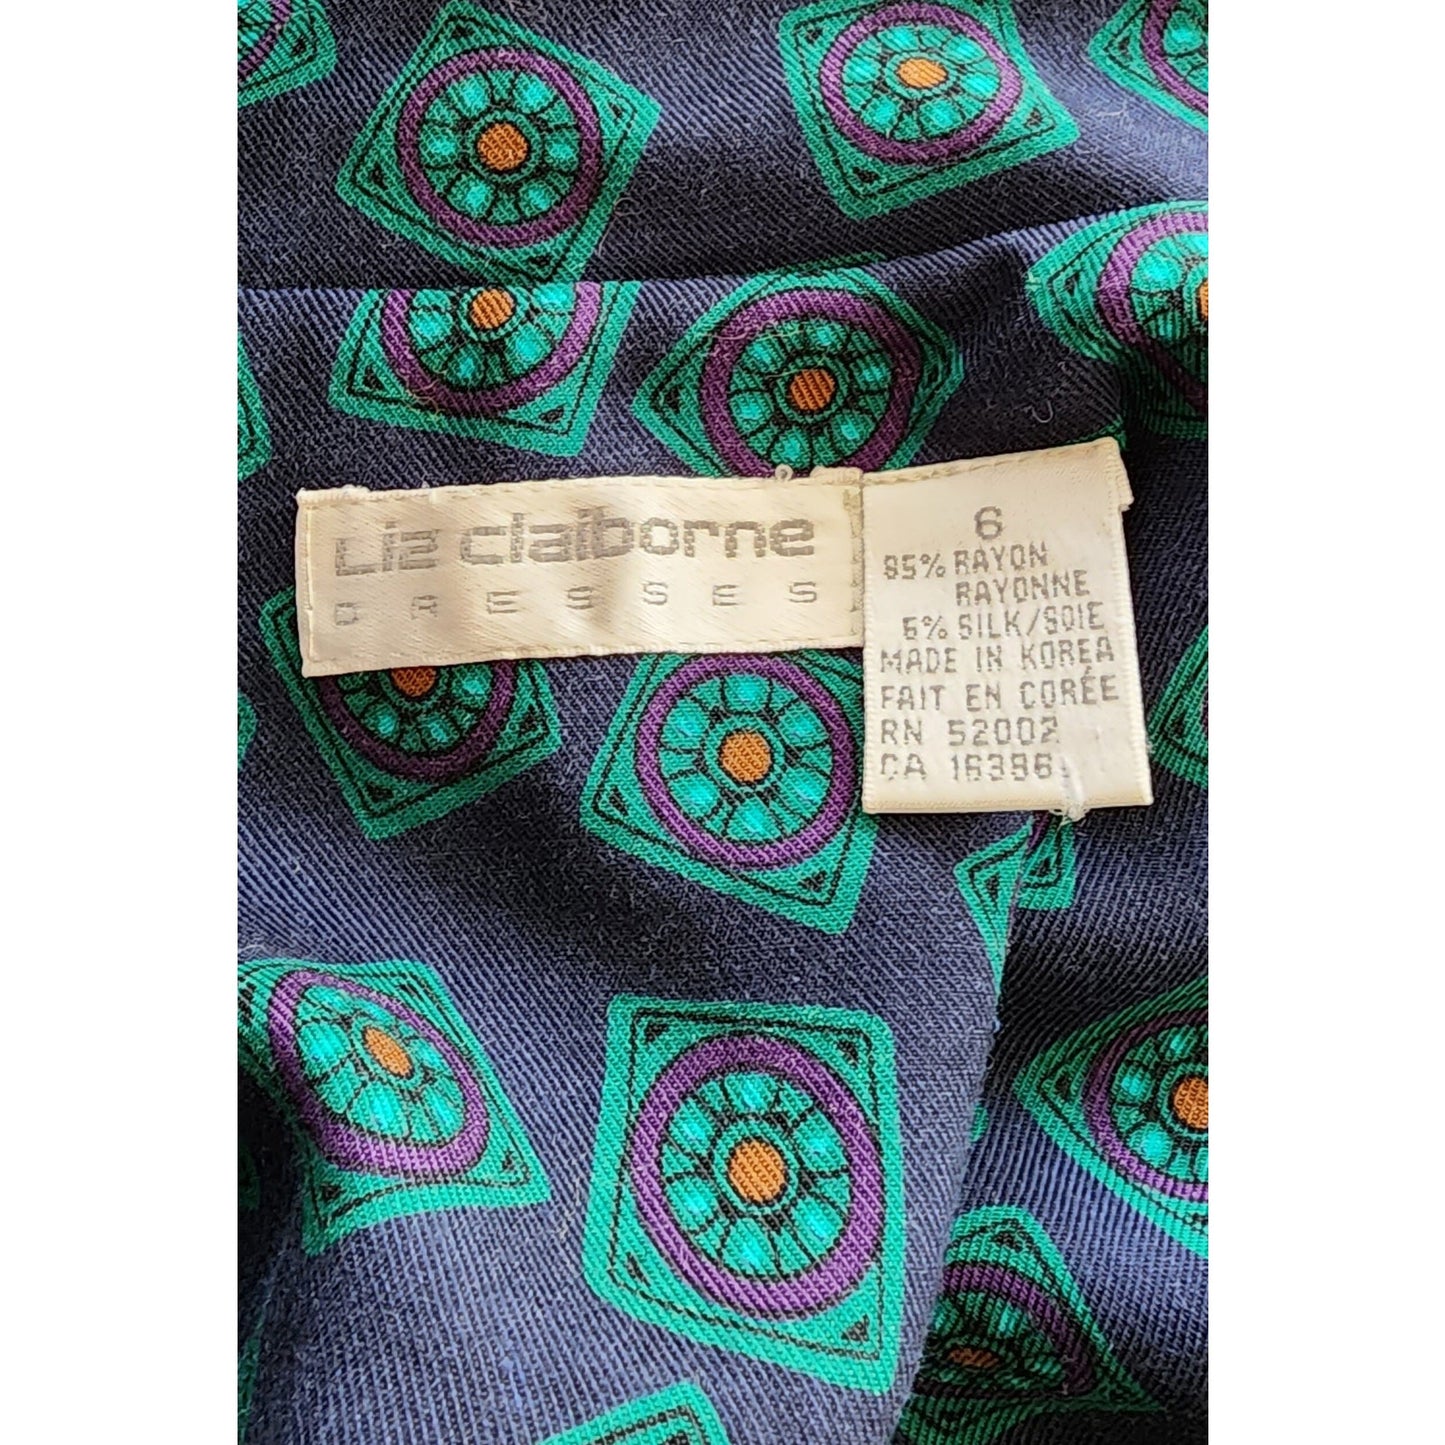 Liz claiborne
DRESSES
6
95% RAYON
RAYONNE
5% SILK/SOIE
MADE IN KOREA
FAIT EN CORÉE
RN 52002
CA 16396